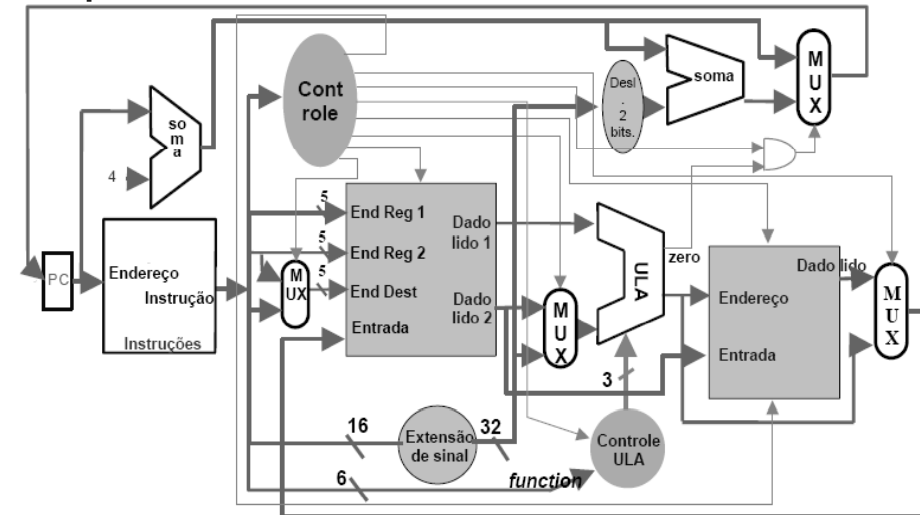 Cont
role
so
m
a
4
PC
Endereço
Instrução
Instruções
M
UX
5
5
5
End Reg 1
End Reg 2
End Dest
Entrada
Dado
lido 1
Dado
lido 2
M
U
X
ULA
zero
3
Controle
ULA
16
Extensão
de sinal
32
6
function
Desl
.
2
bits.
soma
M
U
X
Dado lido
Endereço
Entrada
M
U
X